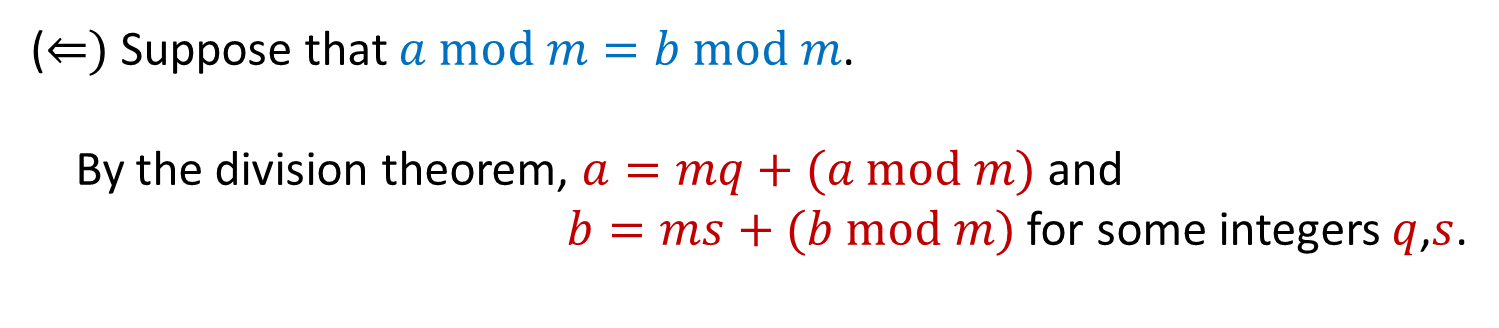 (⇐) Suppose that a mod m = b mod m.
By the division theorem, a = mq + (a mod m) and
b = ms + (b mod m) for some integers q,s.